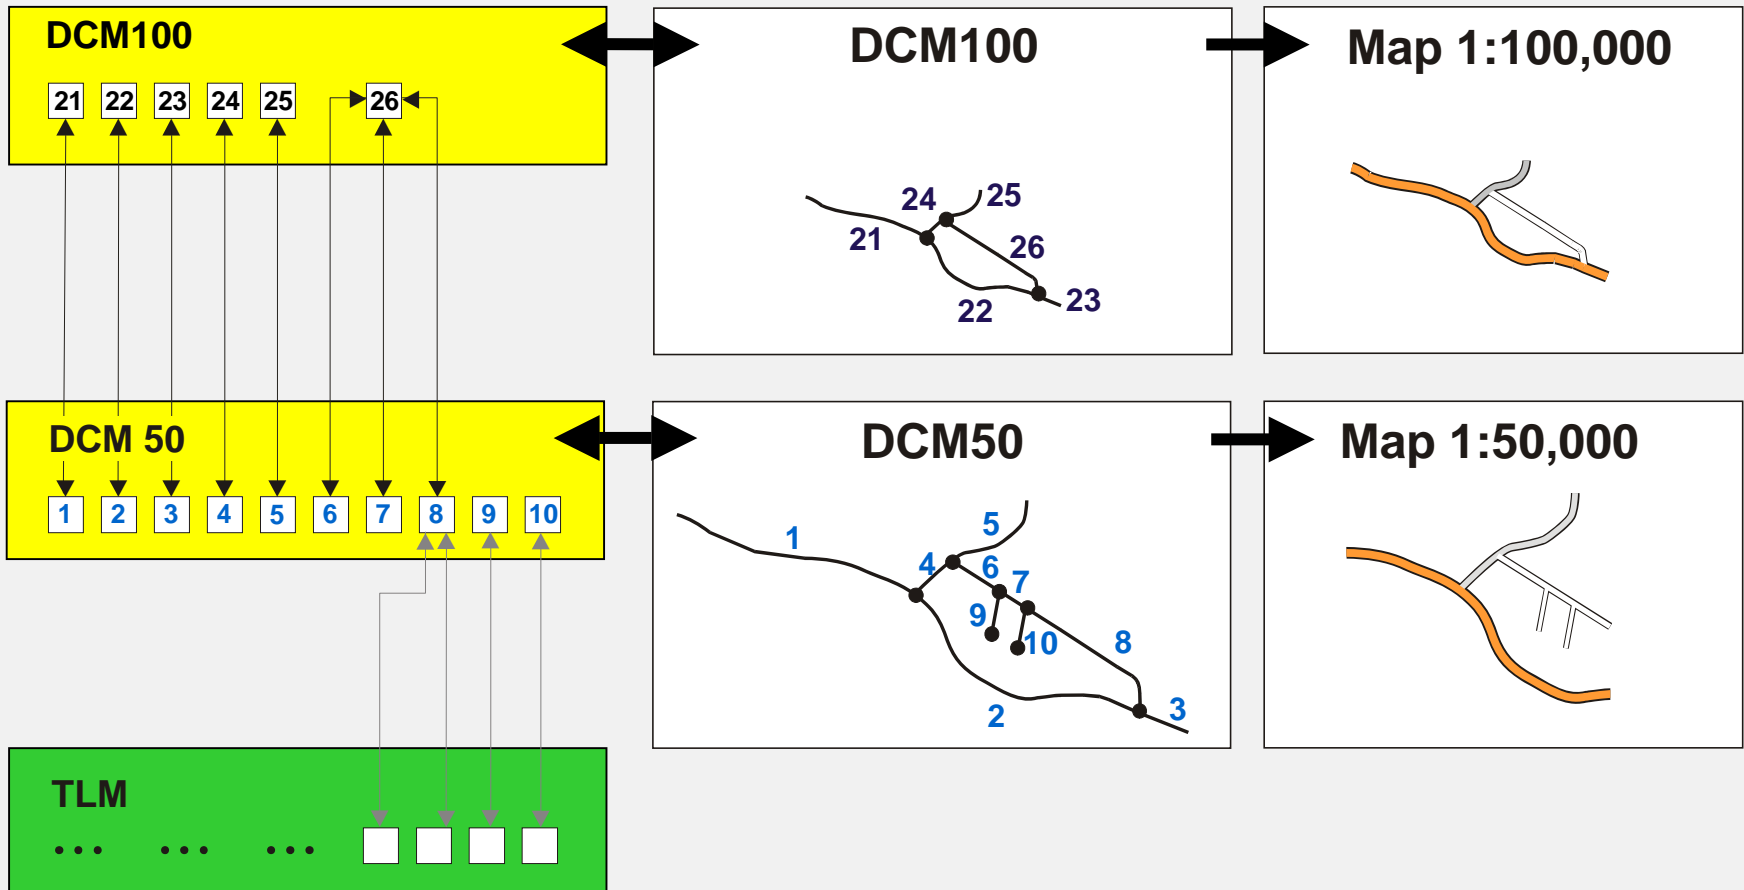 DCM100
21 22 23 24 25 26
DCM100
24 25
21
26
22
23
Map 1:100,000
DCM 50
1 2 3 4 5 6 7 8 9 10
DCM50
1
5
4
6
7
9
10
8
2
3
Map 1:50,000
TLM
... ... ...